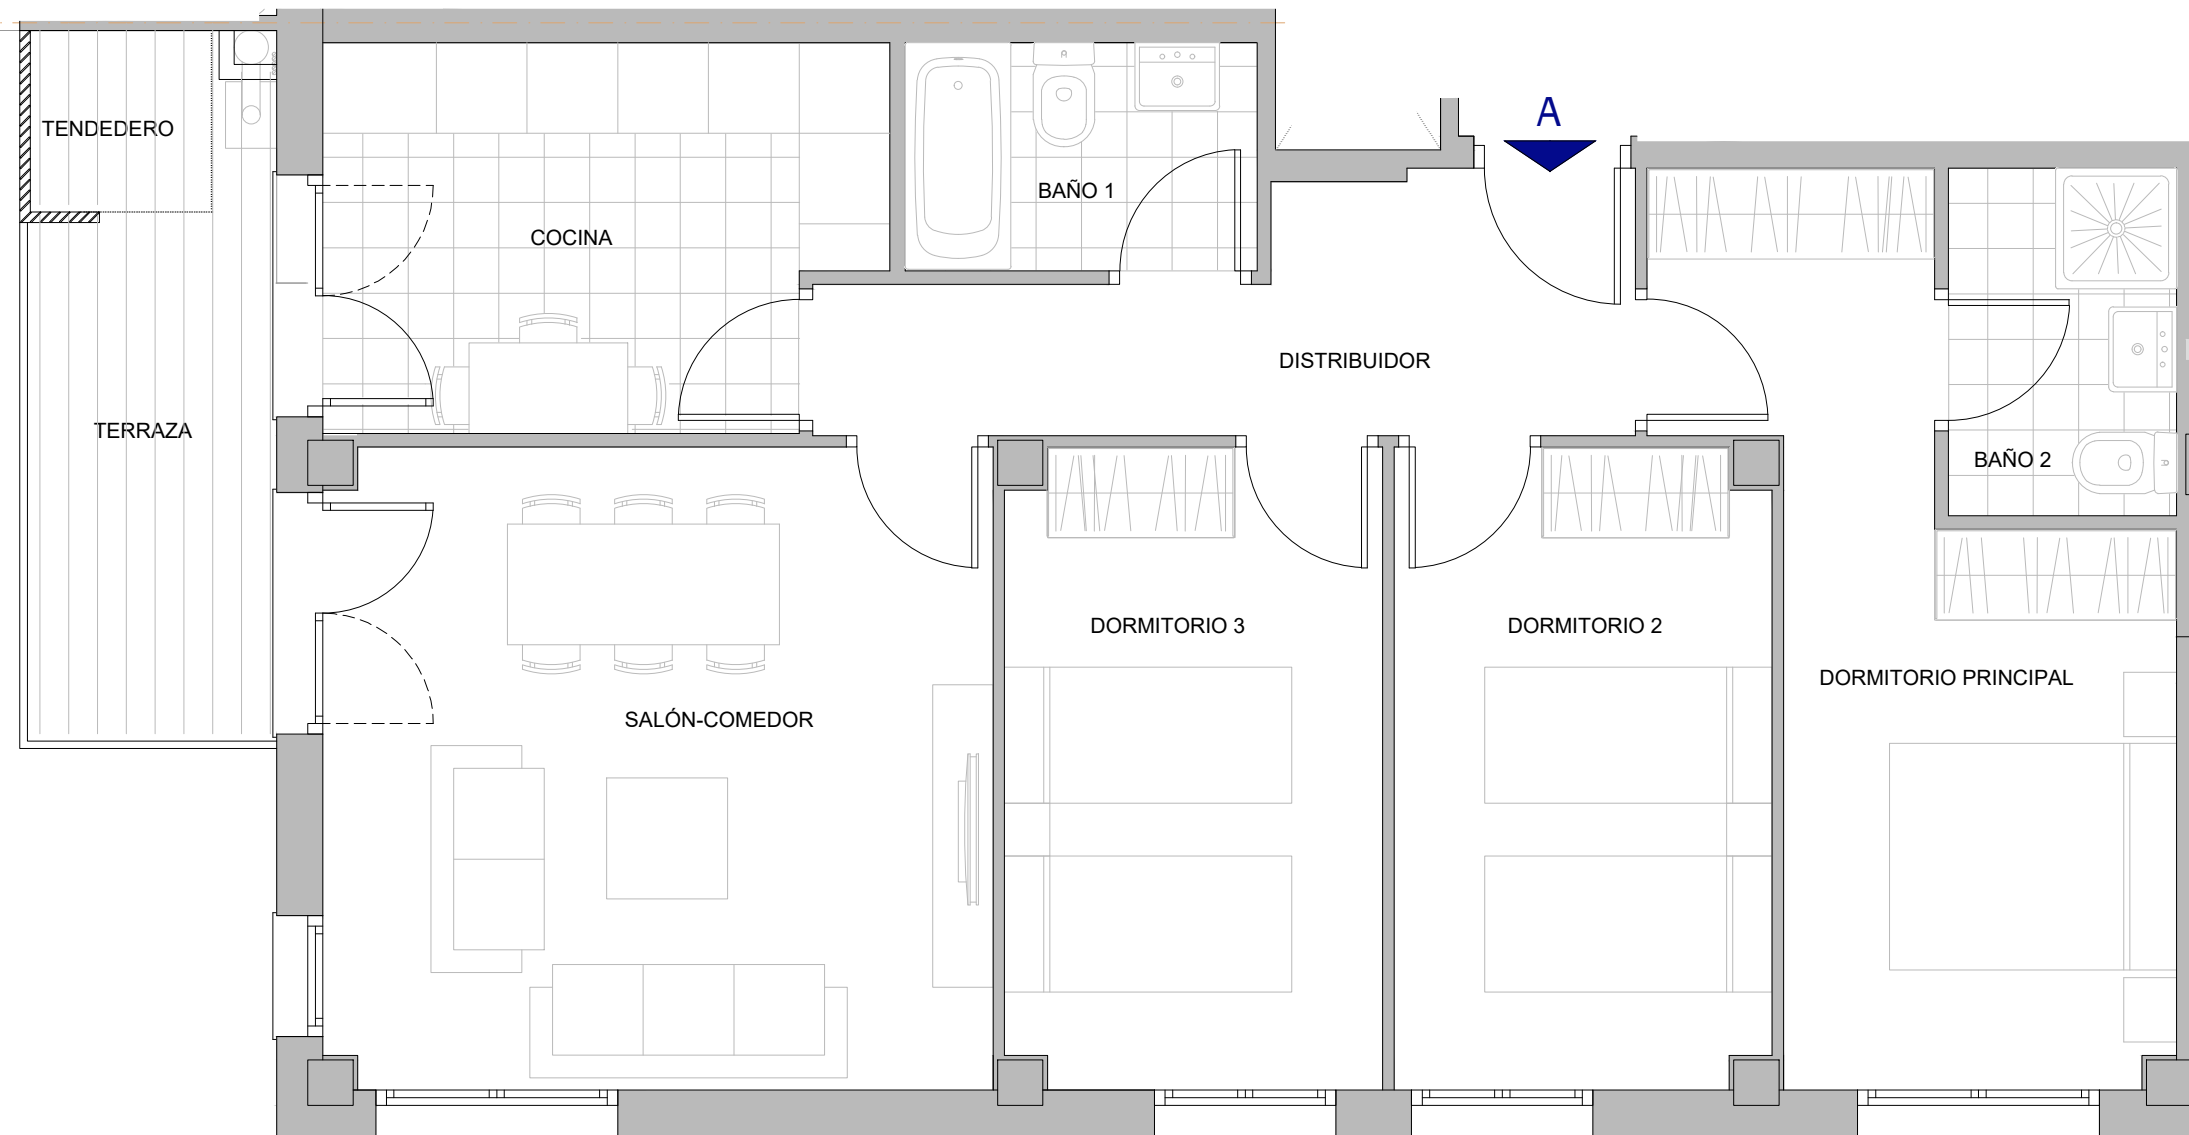 A
TENDEDERO
BAÑO 1
COCINA
DISTRIBUIDOR
TERRAZA
BAÑO 2
DORMITORIO 3
DORMITORIO 2
DORMITORIO PRINCIPAL
SALÓN-COMEDOR